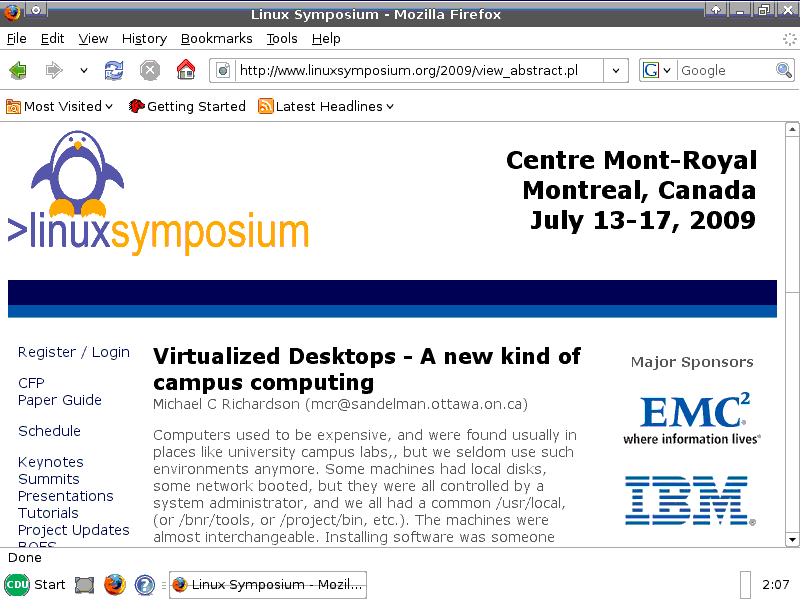 Linux Symposium - Mozilla Firefox
File Edit View History Bookmarks Tools Help
http://www.linuxsymposium.org/2009/view_abstract.pl
G Google
Most Visited Getting Started Latest Headlines
>linuxsymposium
Centre Mont-Royal
Montreal, Canada
July 13-17, 2009
Register / Login
CFP
Paper Guide
Schedule
Keynotes
Summits
Presentations
Tutorials
Project Updates
BOFS
Virtualized Desktops - A new kind of
campus computing
Michael C Richardson (mcr@sandelman.ottawa.on.ca)
Computers used to be expensive, and were found usually in
places like university campus labs,, but we seldom use such
environments anymore. Some machines had local disks,
some network booted, but they were all controlled by a
system administrator, and we all had a common /usr/local,
(or /bnr/tools, or /project/bin, etc.). The machines were
almost interchangeable. Installing software was someone
Major Sponsors
EMC²
where information lives®
IBM®
Done
CDU Start ? Linux Symposium - Mozil... 2:07